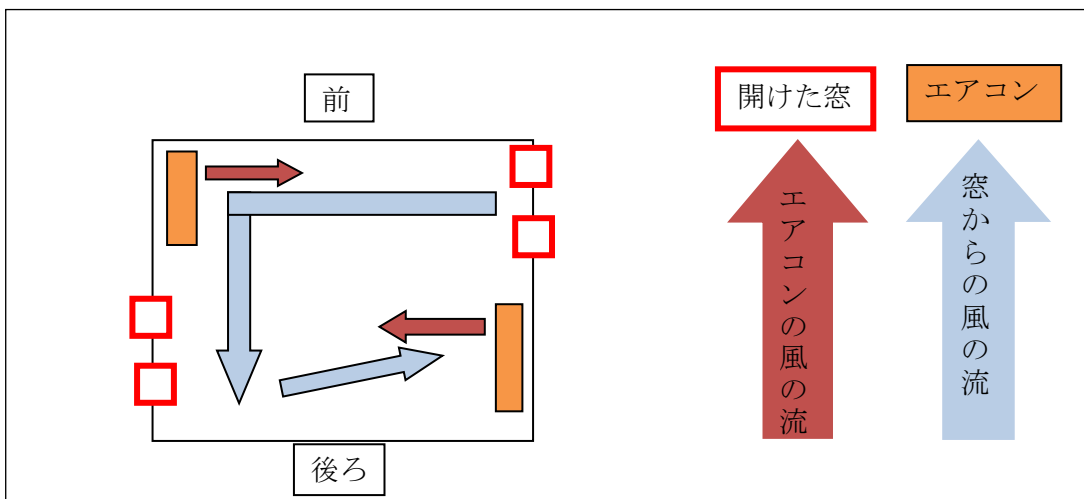 前
開けた窓
エアコン
エアコンの風の流
窓からの風の流
後ろ